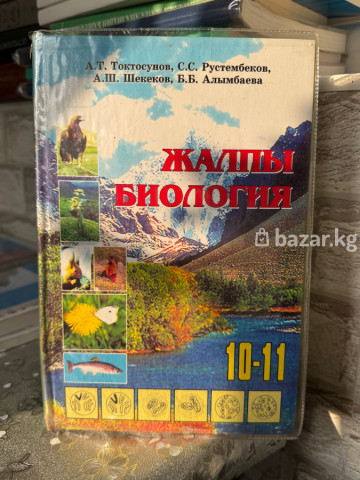 А.Т. Токтосунов, С.С. Рустембеков,
А.Ш. Шекеков, Б.Б. Алымбаева
ЖАЛПЫ
БИОЛОГИЯ
bazar.kg
10-11